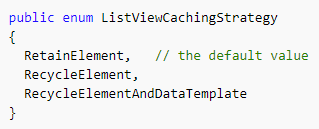 public enum ListViewCachingStrategy
{
  RetainElement,   // the default value
  RecycleElement,
  RecycleElementAndDataTemplate
}